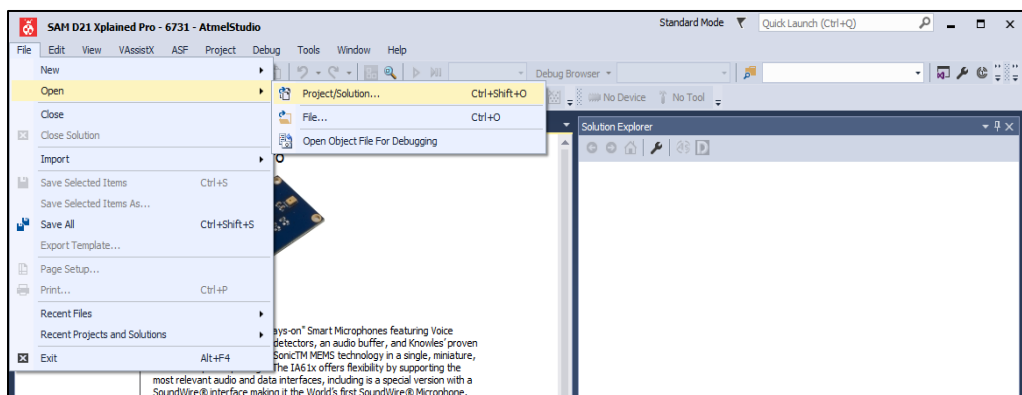 SAM D21 Xplained Pro - 6731 - AtmelStudio
Standard Mode
Quick Launch (Ctrl+Q)
File Edit View VAssistX ASF Project Debug Tools Window Help
Debug Browser
No Device No Tool
New
Open
Close
Close Solution
Import
Save Selected Items Ctrl+S
Save Selected Items As...
Save All Ctrl+Shift+S
Export Template...
Page Setup...
Print... Ctrl+P
Recent Files
Recent Projects and Solutions
Exit Alt+F4
Project/Solution... Ctrl+Shift+O
File... Ctrl+O
Open Object File For Debugging
Solution Explorer
ays-on" Smart Microphones featuring Voice
detectors, an audio buffer, and Knowles' proven
SonicTM MEMS technology in a single, miniature,
The IA61x offers flexibility by supporting the
most relevant audio and data interfaces, including is a special version with a
SoundWire® interface making it the World's first SoundWire® Microphone.